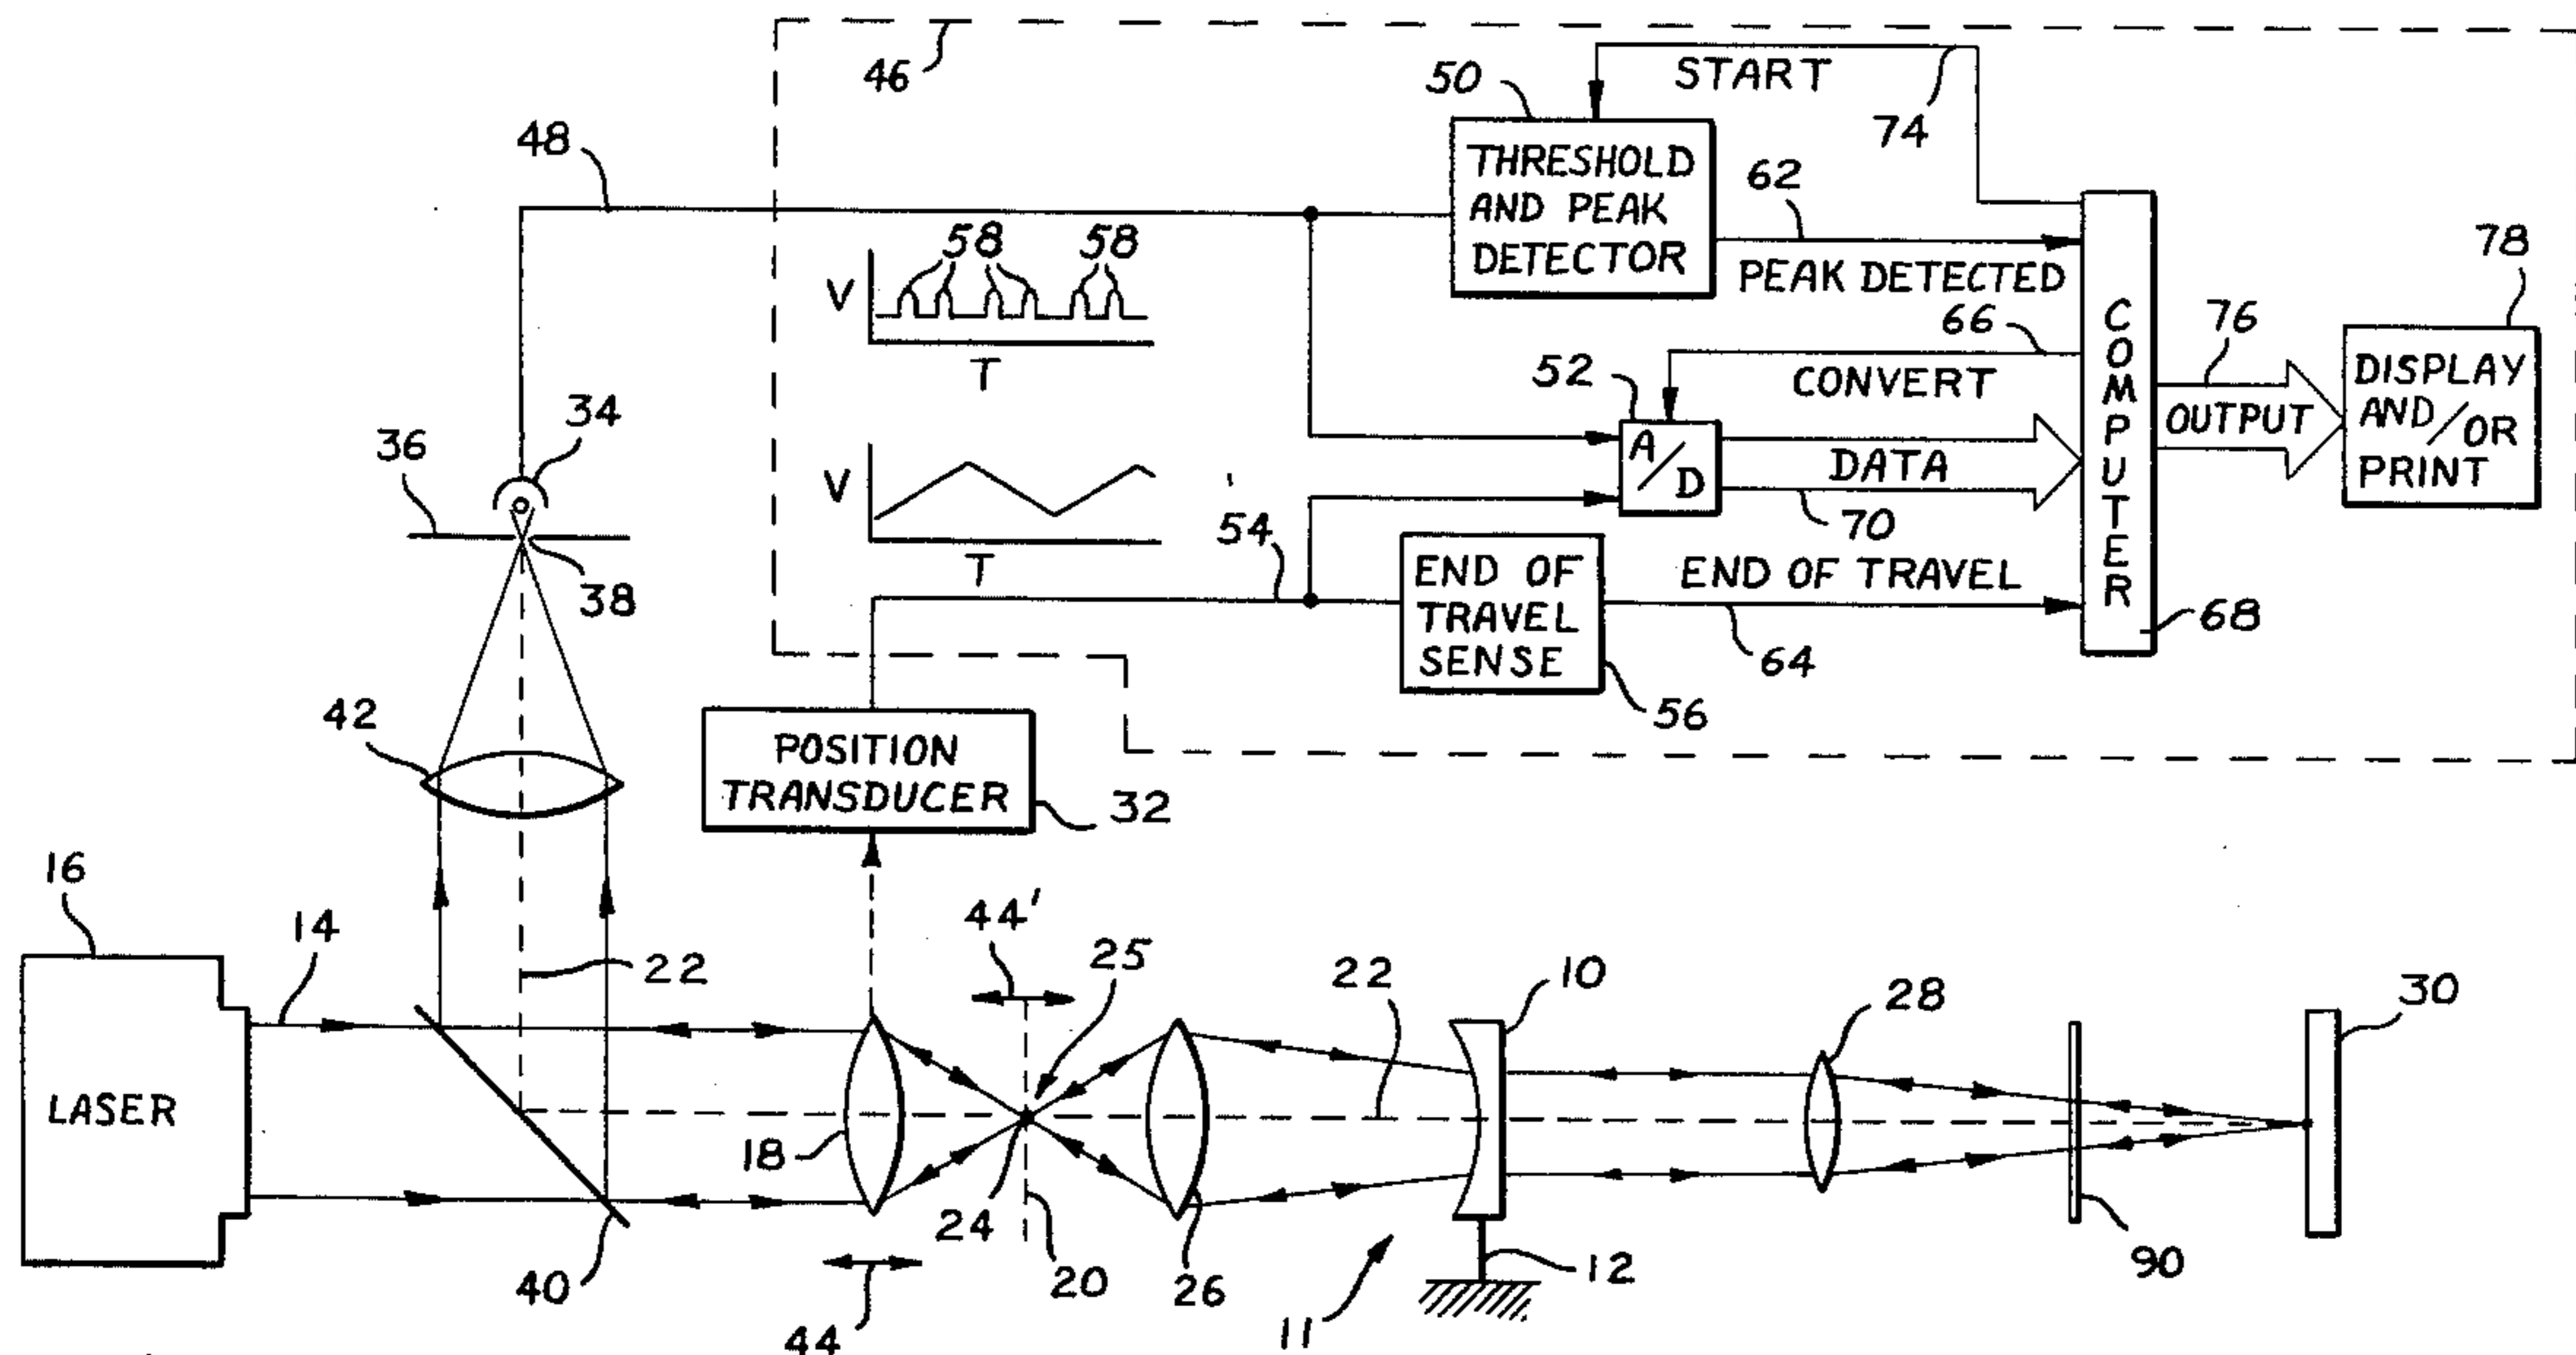 46
START
74
50
THRESHOLD
AND PEAK
DETECTOR
62
PEAK DETECTED
48
58 58
V
T
66
CONVERT
52
A/D
DATA
70
COMPUTER
68
76
OUTPUT
78
DISPLAY
AND/OR
PRINT
34
36
38
V
T
54
END OF
TRAVEL
SENSE
56
END OF TRAVEL
64
42
POSITION
TRANSDUCER
32
16
LASER
14
22
40
18
44
44'
25
24
20
26
22
10
11
12
28
90
30